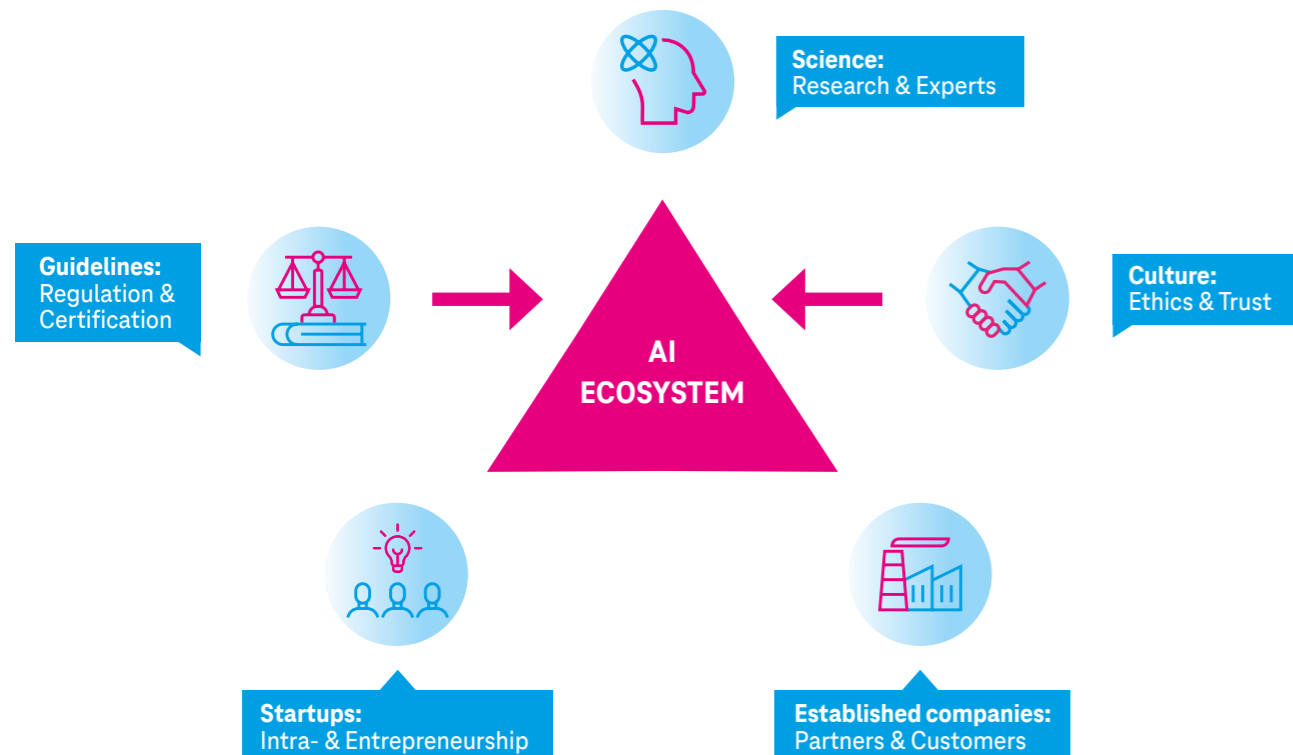 Science:
Research & Experts
Guidelines:
Regulation &
Certification
Culture:
Ethics & Trust
AI
ECOSYSTEM
Startups:
Intra- & Entrepreneurship
Established companies:
Partners & Customers